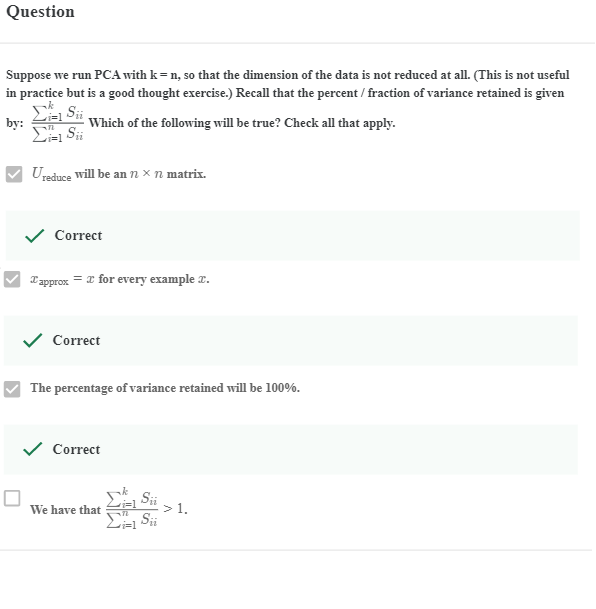 Question
Suppose we run PCA with k = n, so that the dimension of the data is not reduced at all. (This is not useful
in practice but is a good thought exercise.) Recall that the percent / fraction of variance retained is given
by: \frac{\sum_{i=1}^{k} S_{ii}}{\sum_{i=1}^{n} S_{ii}} Which of the following will be true? Check all that apply.
U_{reduce} will be an n × n matrix.
Correct
x_{approx} = x for every example x.
Correct
The percentage of variance retained will be 100%.
Correct
We have that \frac{\sum_{i=1}^{k} S_{ii}}{\sum_{i=1}^{n} S_{ii}} > 1.